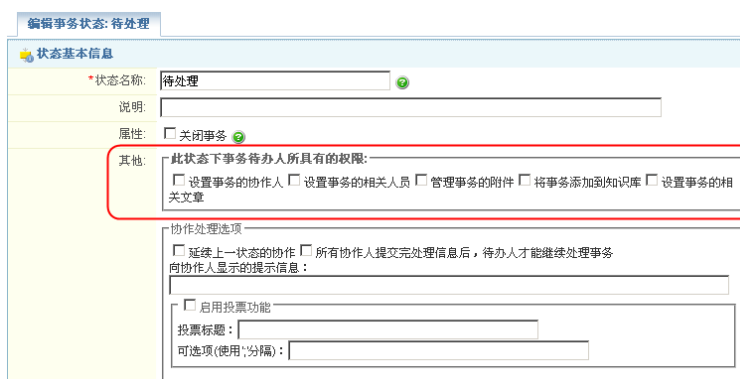 编辑事务状态: 待处理
状态基本信息
*状态名称: 待处理
说明:
属性: 关闭事务
其他: 此状态下事务待办人所具有的权限:
设置事务的协作人 设置事务的相关人员 管理事务的附件 将事务添加到知识库 设置事务的相
关文章
协作处理选项
延续上一状态的协作 所有协作人提交完处理信息后，待办人才能继续处理事务
向协作人显示的提示信息：
启用投票功能
投票标题：
可选项(使用';'分隔)：